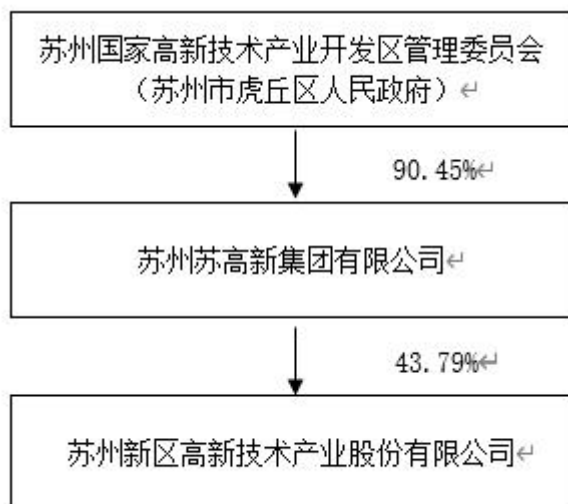 苏州国家高新技术产业开发区管理委员会
（苏州市虎丘区人民政府）↵
90.45%↵
苏州苏高新集团有限公司↵
43.79%↵
苏州新区高新技术产业股份有限公司↵